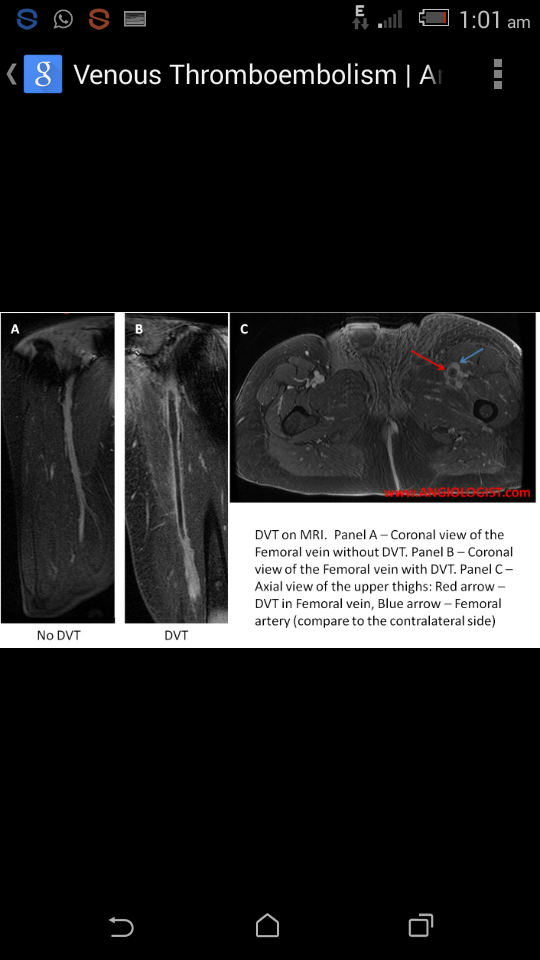 E
1:01 am
g Venous Thromboembolism | A
A
B
C
www.ANGIOLOGIST.com
No DVT
DVT
DVT on MRI. Panel A – Coronal view of the
Femoral vein without DVT. Panel B – Coronal
view of the Femoral vein with DVT. Panel C –
Axial view of the upper thighs: Red arrow –
DVT in Femoral vein, Blue arrow – Femoral
artery (compare to the contralateral side)